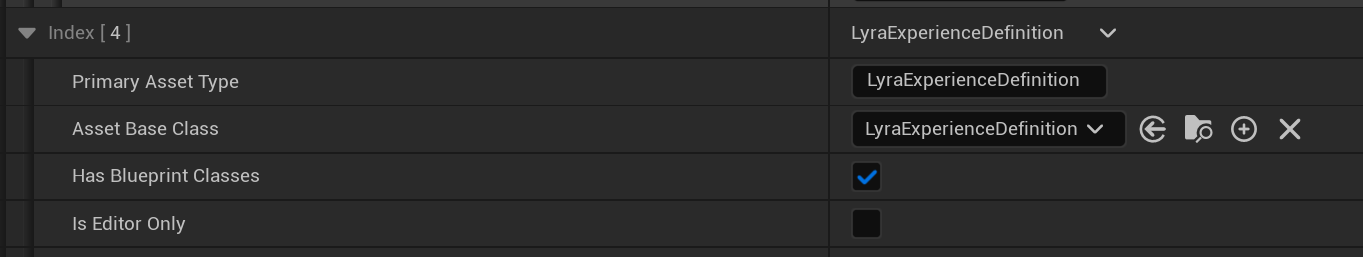 Index [ 4 ] LyraExperienceDefinition
Primary Asset Type LyraExperienceDefinition
Asset Base Class LyraExperienceDefinition
Has Blueprint Classes
Is Editor Only